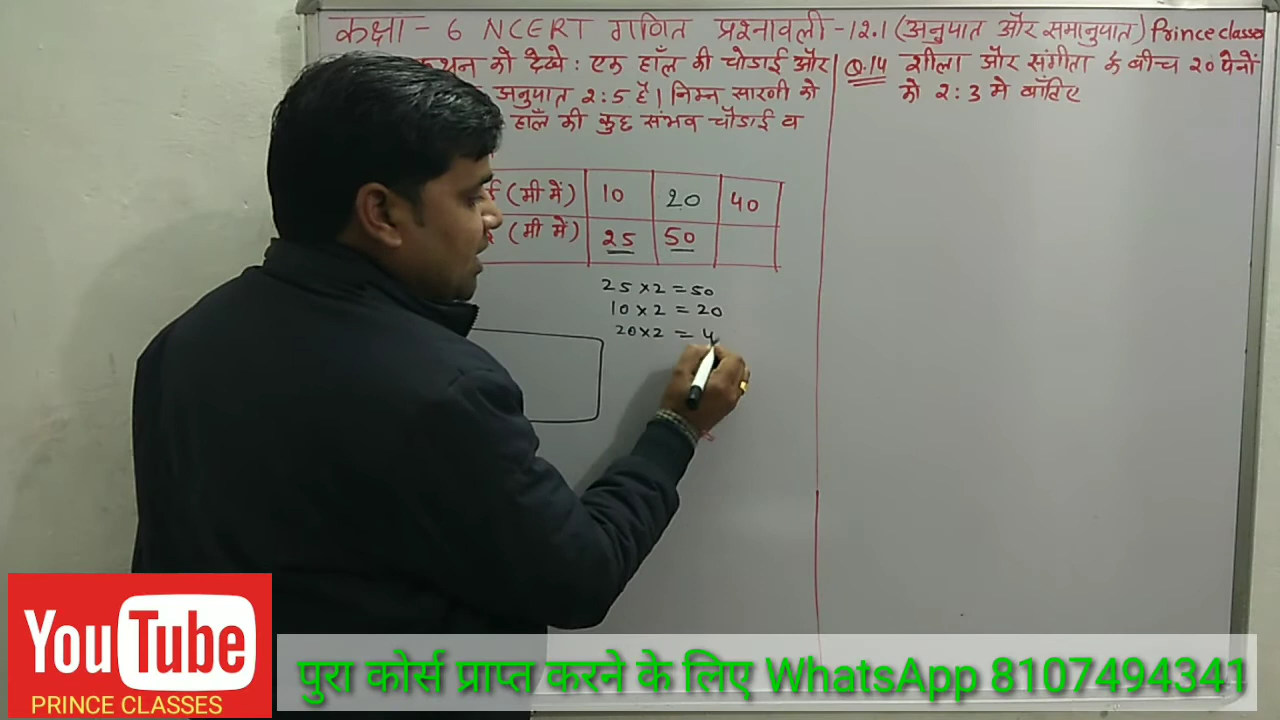 कक्षा - 6 NCERT गणित प्रश्नावली - 12.1 (अनुपात और समानुपात) Prince classes
कथन को देखे : एक हॉल की चौडाई और
अनुपात 2:5 है। निम्न सारणी को
हाॅल की कुछ संभव चौडाई व
(मी में) 10 20 40
(मी में) 25 50
25 × 2 = 50
10 × 2 = 20
20 × 2 = 4
Q.14 शीला और संगीता के बीच 20 पेनों
को 2:3 मे बाँटिए
YouTube
PRINCE CLASSES
पुरा कोर्स प्राप्त करने के लिए WhatsApp 8107494341